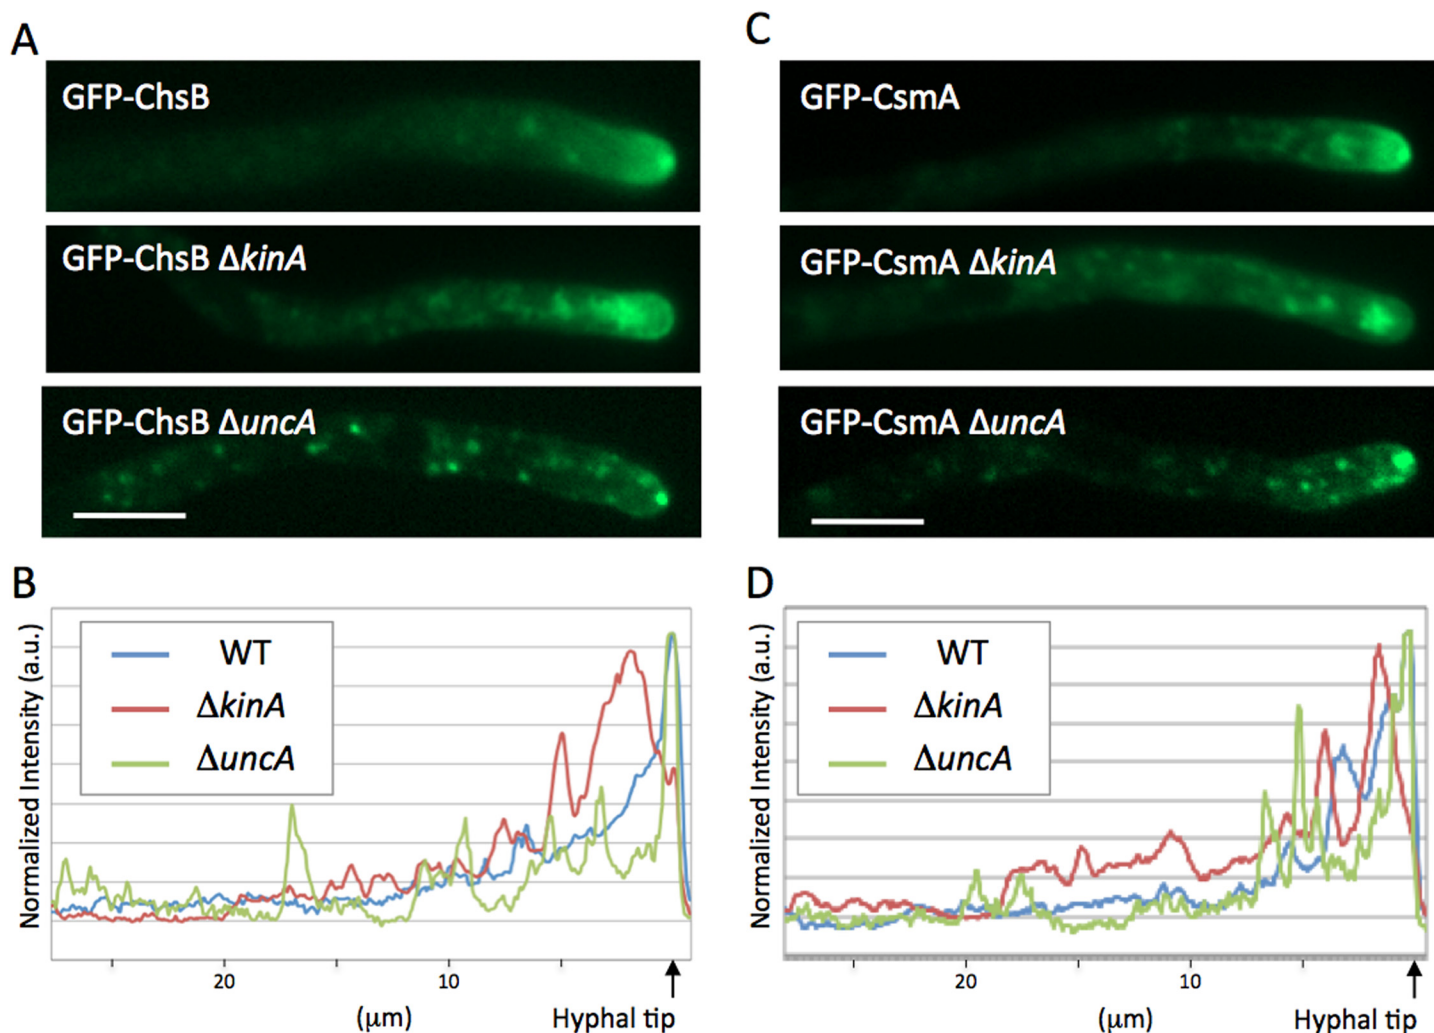 A
GFP-ChsB
GFP-ChsB ΔkinA
GFP-ChsB ΔuncA
C
GFP-CsmA
GFP-CsmA ΔkinA
GFP-CsmA ΔuncA
B
Normalized Intensity (a.u.)
WT
ΔkinA
ΔuncA
20
10
(μm)
Hyphal tip
D
Normalized Intensity (a.u.)
WT
ΔkinA
ΔuncA
20
10
(μm)
Hyphal tip